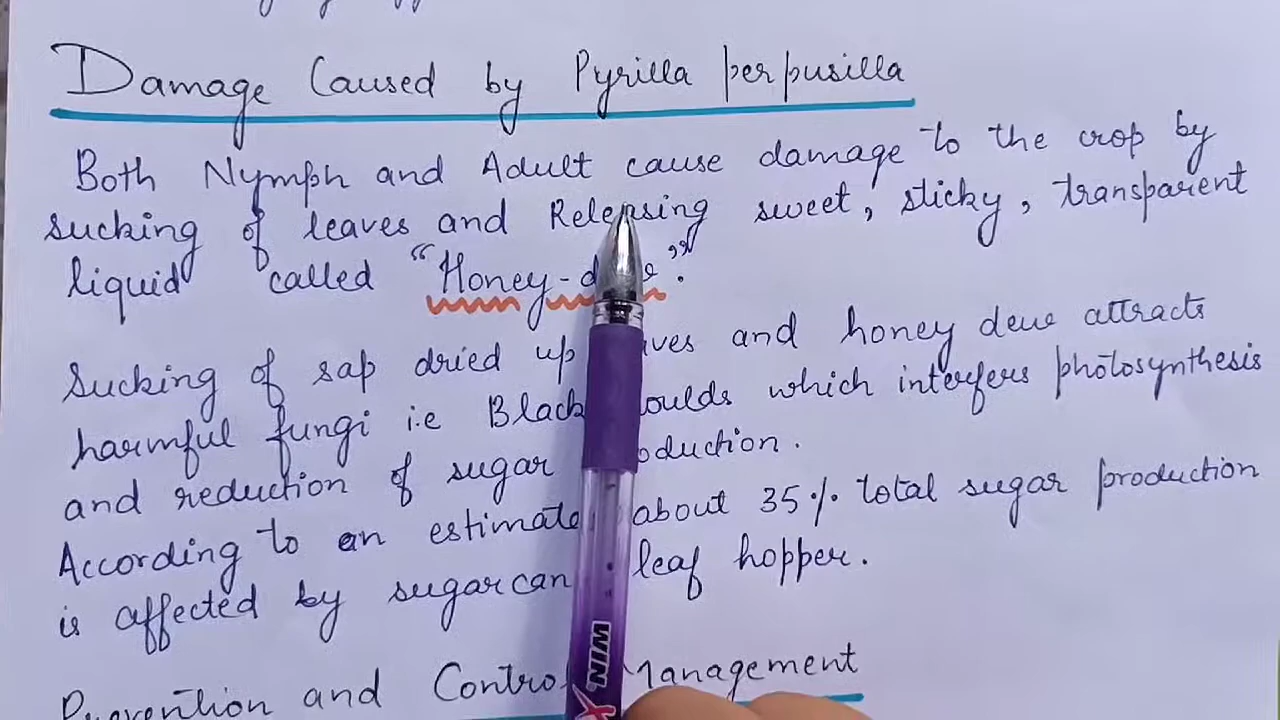 Damage Caused by Pyrilla perpusilla
Both Nymph and Adult cause damage to the crop by
sucking of leaves and Releasing sweet, sticky, transparent
liquid called "Honey-dew".
Sucking of sap dried up leaves and honey dew attracts
harmful fungi i.e Black moulds which interfers photosynthesis
and reduction of sugar production.
According to an estimate about 35% total sugar production
is affected by sugarcane leaf hopper.
Prevention and Control Management
WIN